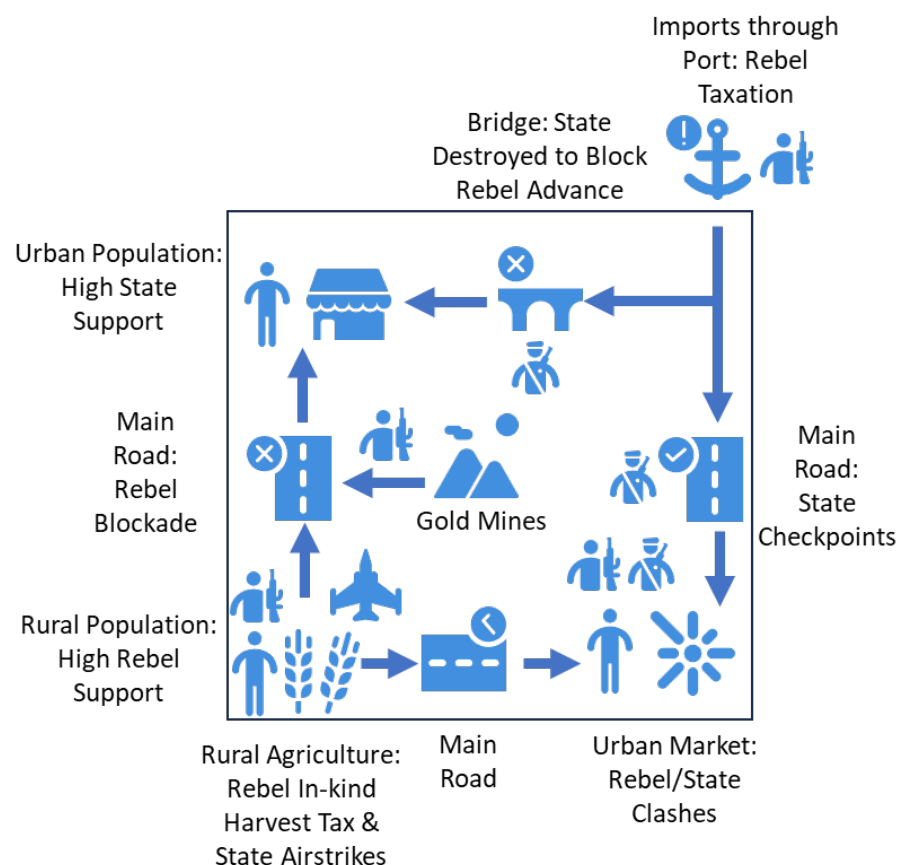 Imports through
Port: Rebel
Taxation
Bridge: State
Destroyed to Block
Rebel Advance
Urban Population:
High State
Support
Main
Road:
Rebel
Blockade
Gold Mines
Main
Road:
State
Checkpoints
Rural Population:
High Rebel
Support
Rural Agriculture:
Rebel In-kind
Harvest Tax &
State Airstrikes
Main
Road
Urban Market:
Rebel/State
Clashes